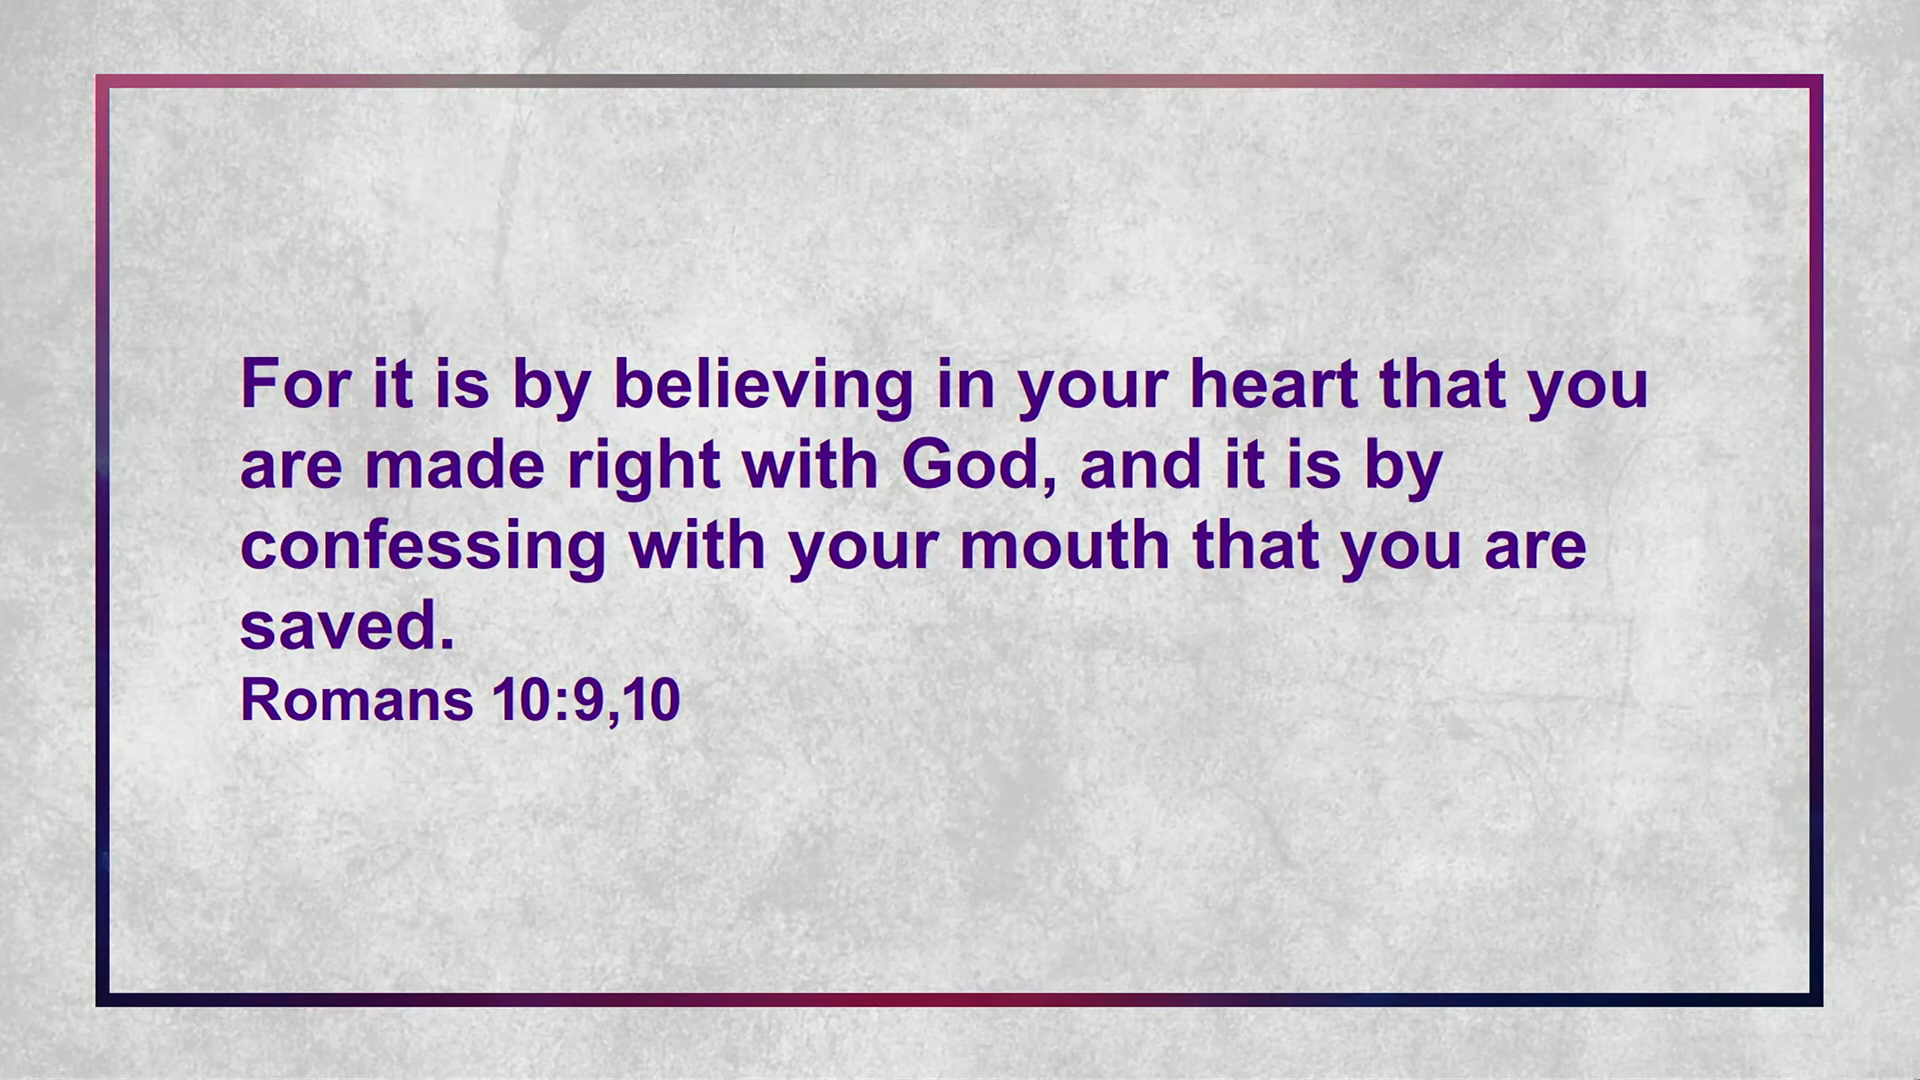 For it is by believing in your heart that you
are made right with God, and it is by
confessing with your mouth that you are
saved.
Romans 10:9,10